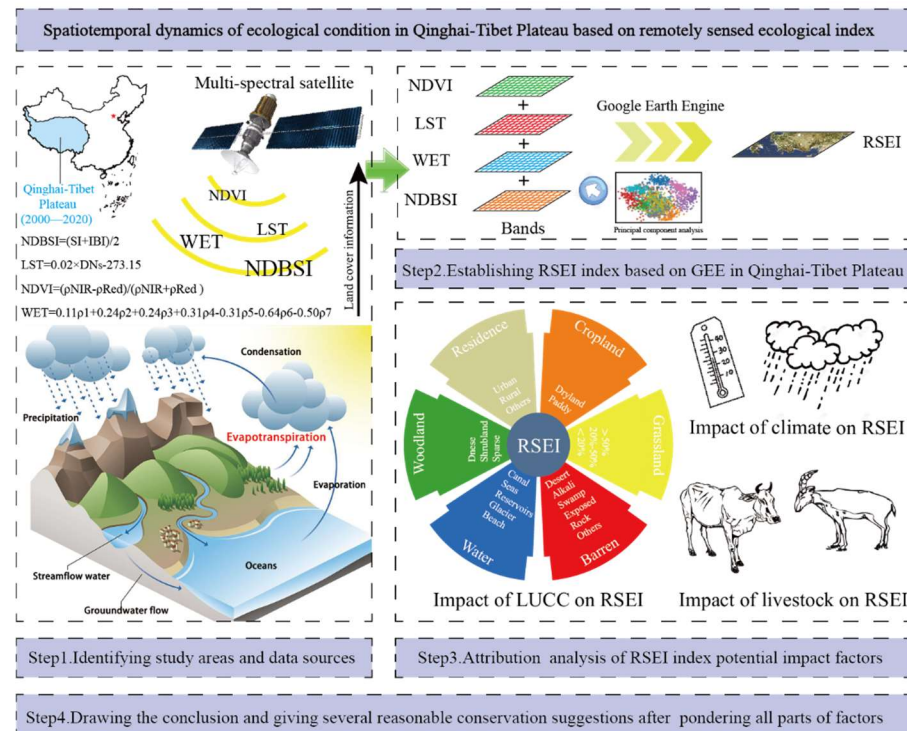 Spatiotemporal dynamics of ecological condition in Qinghai-Tibet Plateau based on remotely sensed ecological index
Multi-spectral satellite
Qinghai-Tibet
Plateau
(2000—2020)
NDVI
LST
WET
NDBSI
Land cover information
NDBSI=(SI+IBI)/2
LST=0.02×DNs-273.15
NDVI=(ρNIR-ρRed)/(ρNIR+ρRed )
WET=0.11ρ1+0.24ρ2+0.24ρ3+0.31ρ4-0.31ρ5-0.64ρ6-0.50ρ7
Condensation
Precipitation
Evapotranspiration
Evaporation
Streamflow water
Oceans
Grouundwater flow
Step1.Identifying study areas and data sources
NDVI
+
LST
+
WET
+
NDBSI
Bands
Google Earth Engine
RSEI
Principal component analysis
Step2.Establishing RSEI index based on GEE in Qinghai-Tibet Plateau
Residence
Urban
Rural
Others
Cropland
Dryland
Paddy
Grassland
> 50%
20%-50%
< 20%
Woodland
Dnese
Shrubland
Sparse
RSEI
Water
Canal
Seas
Reservoirs
Glacier
Beach
Barren
Desert
Alkali
Swamp
Exposed
Rock
Others
Impact of LUCC on RSEI
40
30
20
10
Impact of climate on RSEI
Impact of livestock on RSEI
Step3.Attribution analysis of RSEI index potential impact factors
Step4.Drawing the conclusion and giving several reasonable conservation suggestions after pondering all parts of factors